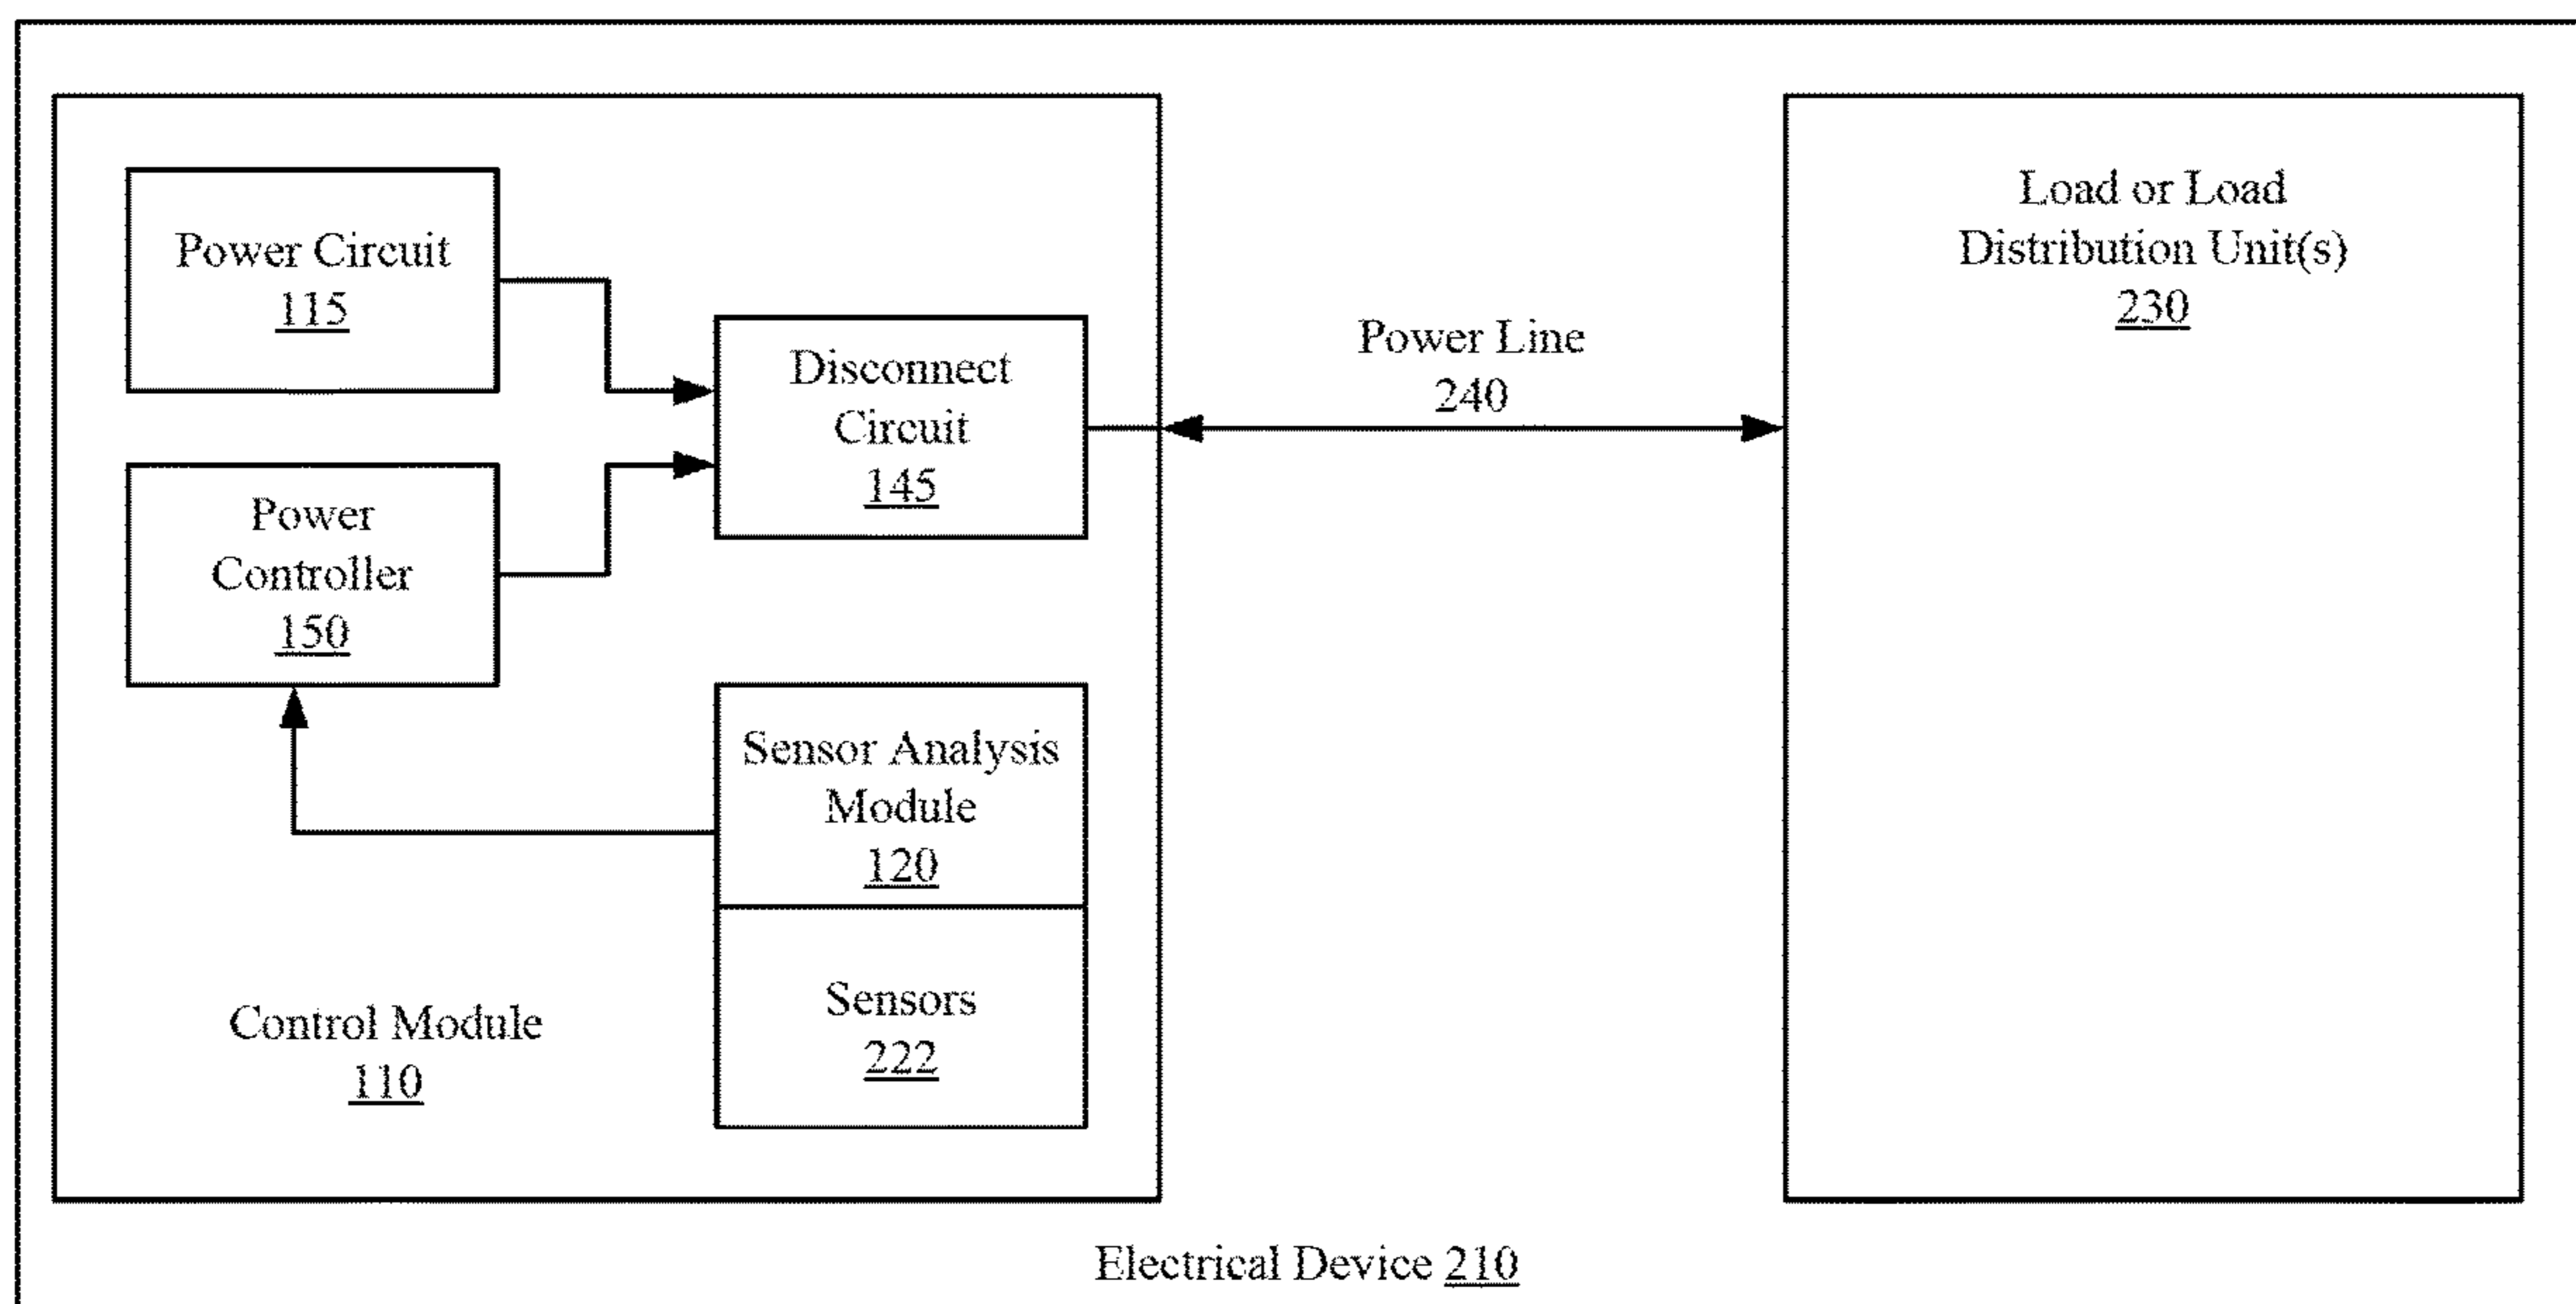 Power Circuit
115
Power
Controller
150
Disconnect
Circuit
145
Sensor Analysis
Module
120
Sensors
222
Control Module
110
Power Line
240
Load or Load
Distribution Unit(s)
230
Electrical Device 210